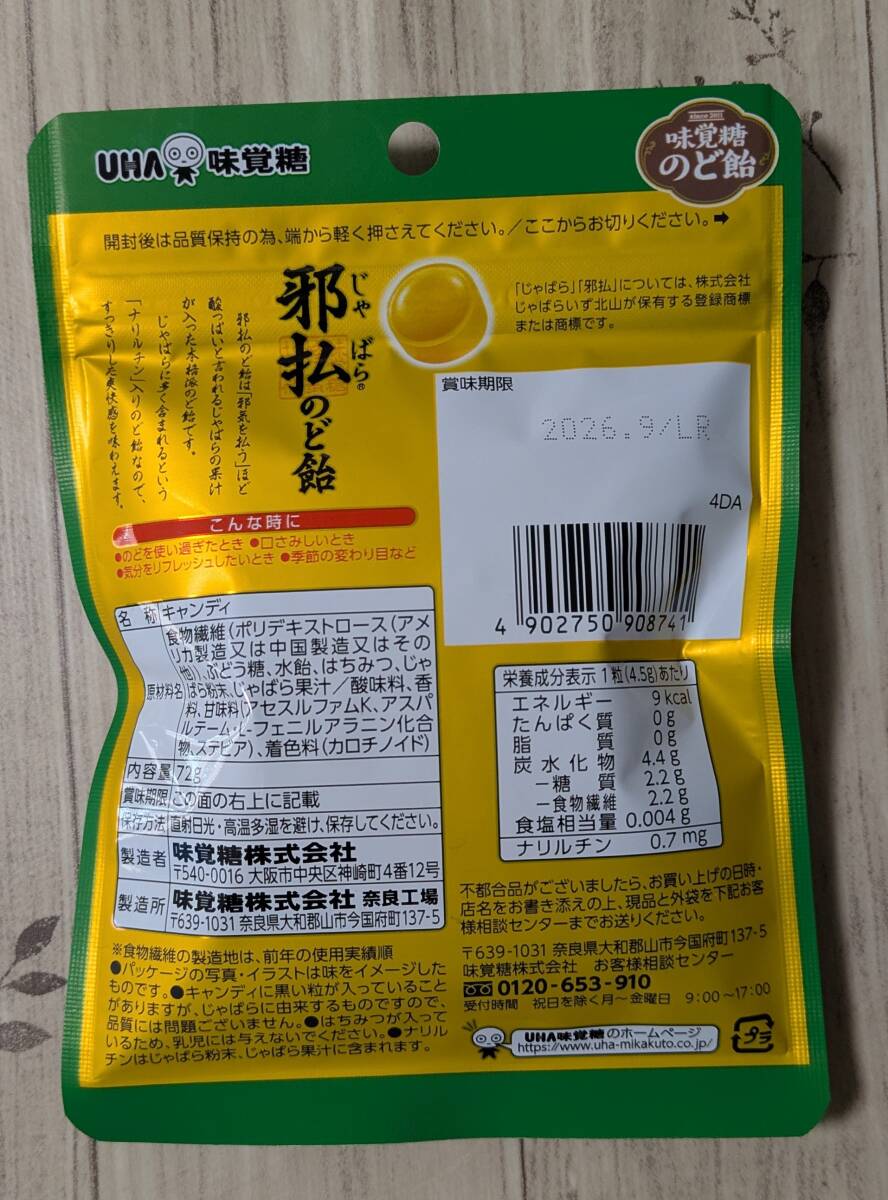 UHA味覚糖
since 2011
味覚糖
のど飴
開封後は品質保持の為、端から軽く押さえてください。／ここからお切りください。➡
じゃばら®
邪払のど飴
邪払のど飴は「邪気を払う」ほど
酸っぱいと言われるじゃばらの果汁
が入った本格派のど飴です。
じゃばらに多く含まれるという
「ナリルチン」入りのど飴なので、
すっきりした爽快感を味わえます。
「じゃばら」「邪払」については、株式会社
じゃばらいず北山が保有する登録商標
または商標です。
賞味期限
2026.9/LR
4DA
4 902750 908741
こんな時に
●のどを使い過ぎたとき ●口さみしいとき
●気分をリフレッシュしたいとき ●季節の変わり目など
名 称 キャンディ
原材料名 食物繊維(ポリデキストロース(アメ
リカ製造又は中国製造又はその
他))、ぶどう糖、水飴、はちみつ、じゃ
ばら粉末、じゃばら果汁／酸味料、香
料、甘味料(アセスルファムK、アスパ
ルテーム・L-フェニルアラニン化合
物、ステビア)、着色料(カロチノイド)
内容量 72g
賞味期限 この面の右上に記載
保存方法 直射日光・高温多湿を避け、保存してください。
製造者 味覚糖株式会社
〒540-0016 大阪市中央区神崎町4番12号
製造所 味覚糖株式会社 奈良工場
〒639-1031 奈良県大和郡山市今国府町137-5
※食物繊維の製造地は、前年の使用実績順
●パッケージの写真・イラストは味をイメージした
ものです。●キャンディに黒い粒が入っていること
がありますが、じゃばらに由来するものですので、
品質には問題ございません。●はちみつが入って
いるため、乳児には与えないでください。●ナリル
チンはじゃばら粉末、じゃばら果汁に含まれます。
栄養成分表示 1粒(4.5g)あたり
エネルギー 9kcal
たんぱく質 0g
脂 質 0g
炭水化物 4.4g
－糖 質 2.2g
－食物繊維 2.2g
食塩相当量 0.004g
ナリルチン 0.7mg
不都合品がございましたら、お買い上げの日時・
店名をお書き添えの上、現品と外袋を下記お客
様相談センターまでお送りください。
〒639-1031 奈良県大和郡山市今国府町137-5
味覚糖株式会社 お客様相談センター
0120-653-910
受付時間 祝日を除く月～金曜日 9:00～17:00
UHA味覚糖のホームページ
https://www.uha-mikakuto.co.jp/
プラ